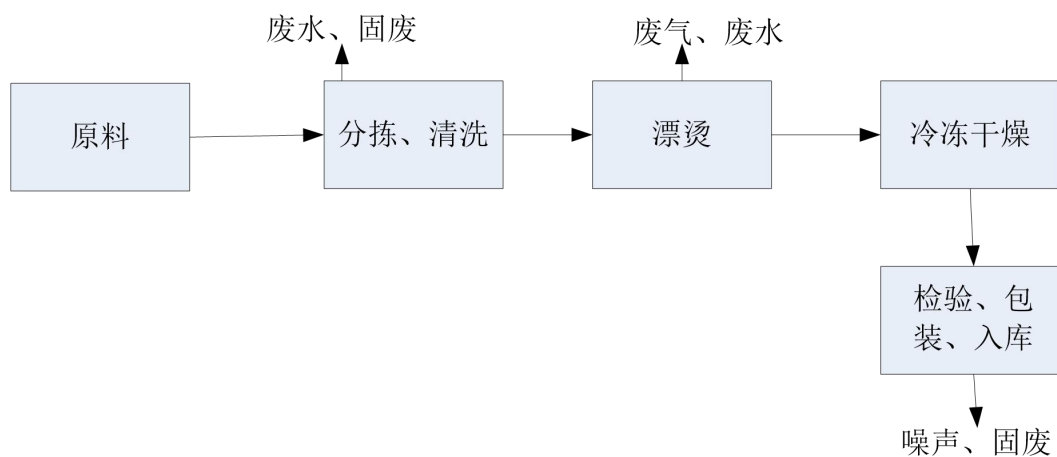 废水、固废
废气、废水
原料
分拣、清洗
漂烫
冷冻干燥
检验、包
装、入库
噪声、固废